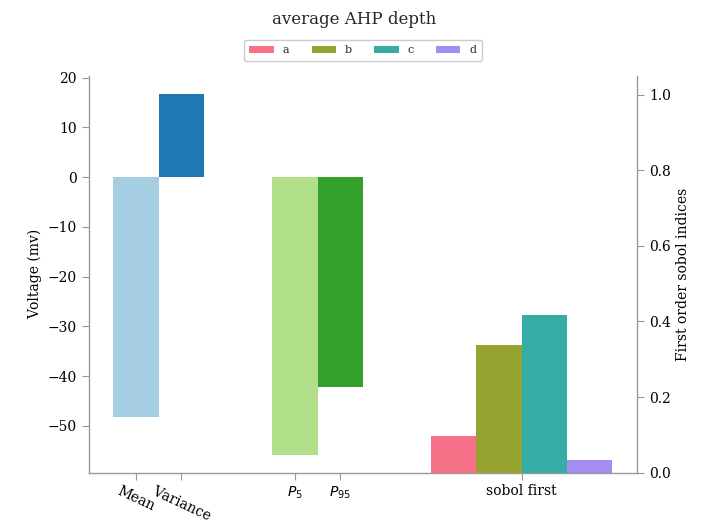 average AHP depth
a b c d
20
10
0
−10
−20
−30
−40
−50
Voltage (mv)
1.0
0.8
0.6
0.4
0.2
0.0
First order sobol indices
Mean
Variance
P5
P95
sobol first